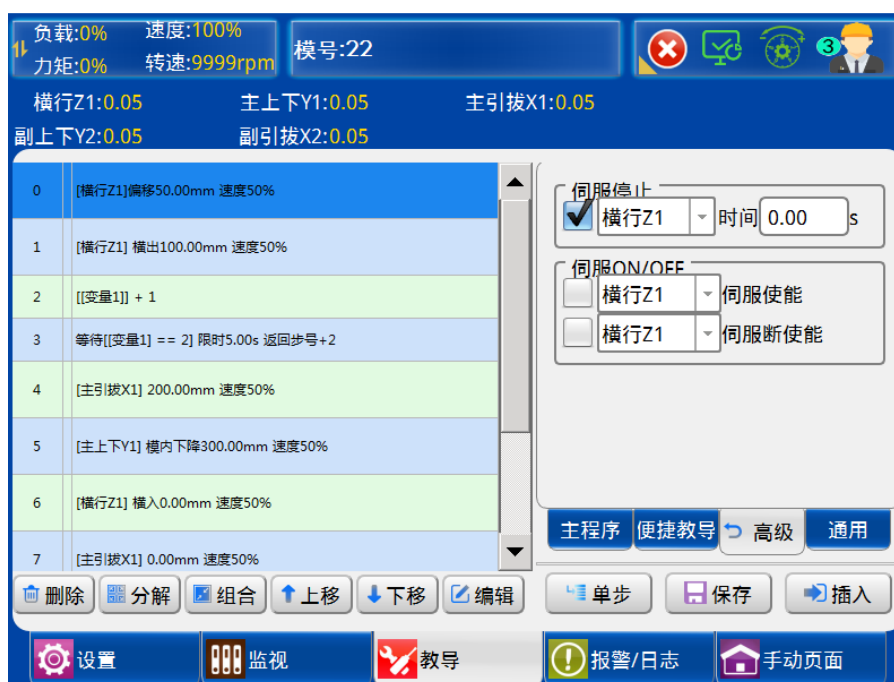 负载:0% 速度:100%
力矩:0% 转速:9999rpm
模号:22
3
横行Z1:0.05 主上下Y1:0.05 主引拔X1:0.05
副上下Y2:0.05 副引拔X2:0.05
0 [横行Z1]偏移50.00mm 速度50%
1 [横行Z1] 横出100.00mm 速度50%
2 [[变量1]] + 1
3 等待[[变量1] == 2] 限时5.00s 返回步号+2
4 [主引拔X1] 200.00mm 速度50%
5 [主上下Y1] 模内下降300.00mm 速度50%
6 [横行Z1] 横入0.00mm 速度50%
7 [主引拔X1] 0.00mm 速度50%
伺服停止
横行Z1 时间 0.00 s
伺服ON/OFF
横行Z1 伺服使能
横行Z1 伺服断使能
主程序 便捷教导 高级 通用
删除 分解 组合 上移 下移 编辑 单步 保存 插入
设置 监视 教导 报警/日志 手动页面